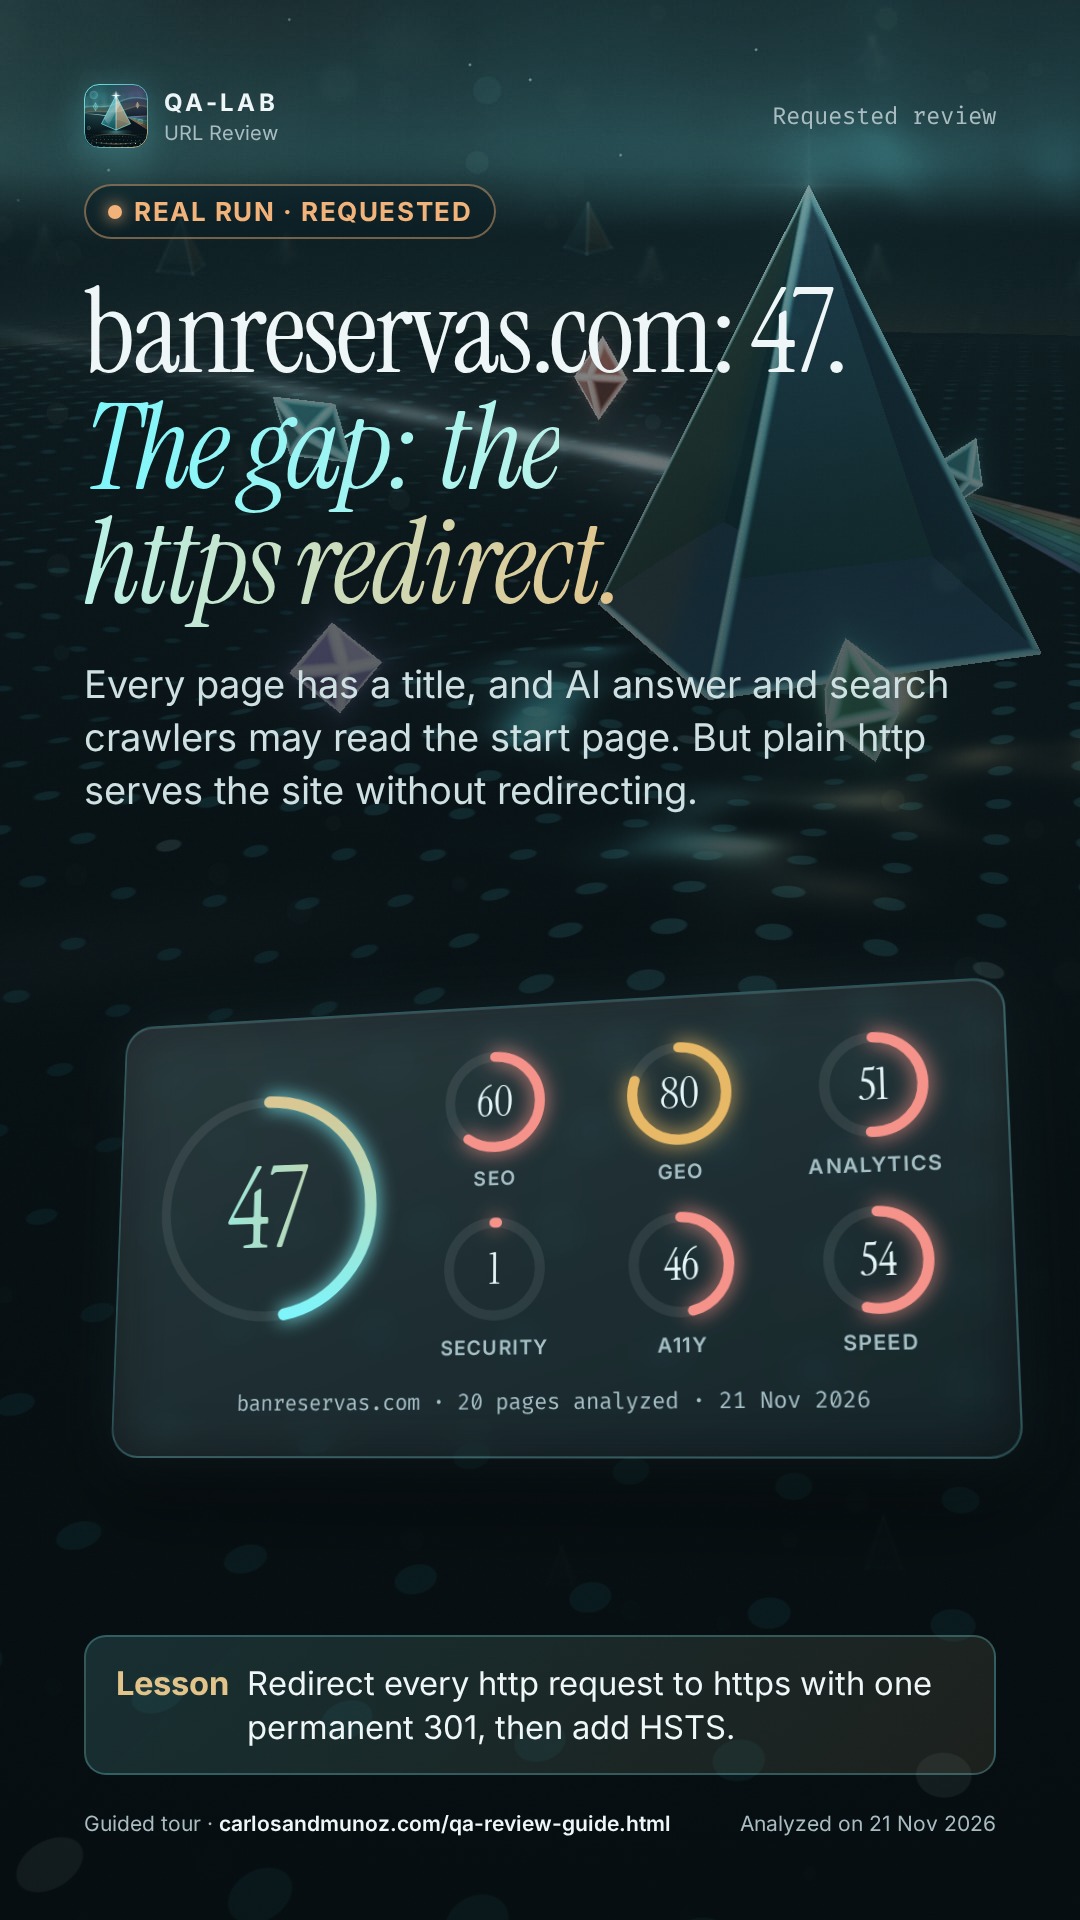 QA-LAB
URL Review
Requested review
REAL RUN · REQUESTED
banreservas.com: 47.
The gap: the
https redirect.
Every page has a title, and AI answer and search
crawlers may read the start page. But plain http
serves the site without redirecting.
47
60
SEO
80
GEO
51
ANALYTICS
1
SECURITY
46
A11Y
54
SPEED
banreservas.com · 20 pages analyzed · 21 Nov 2026
Lesson Redirect every http request to https with one
permanent 301, then add HSTS.
Guided tour · carlosandmunoz.com/qa-review-guide.html
Analyzed on 21 Nov 2026